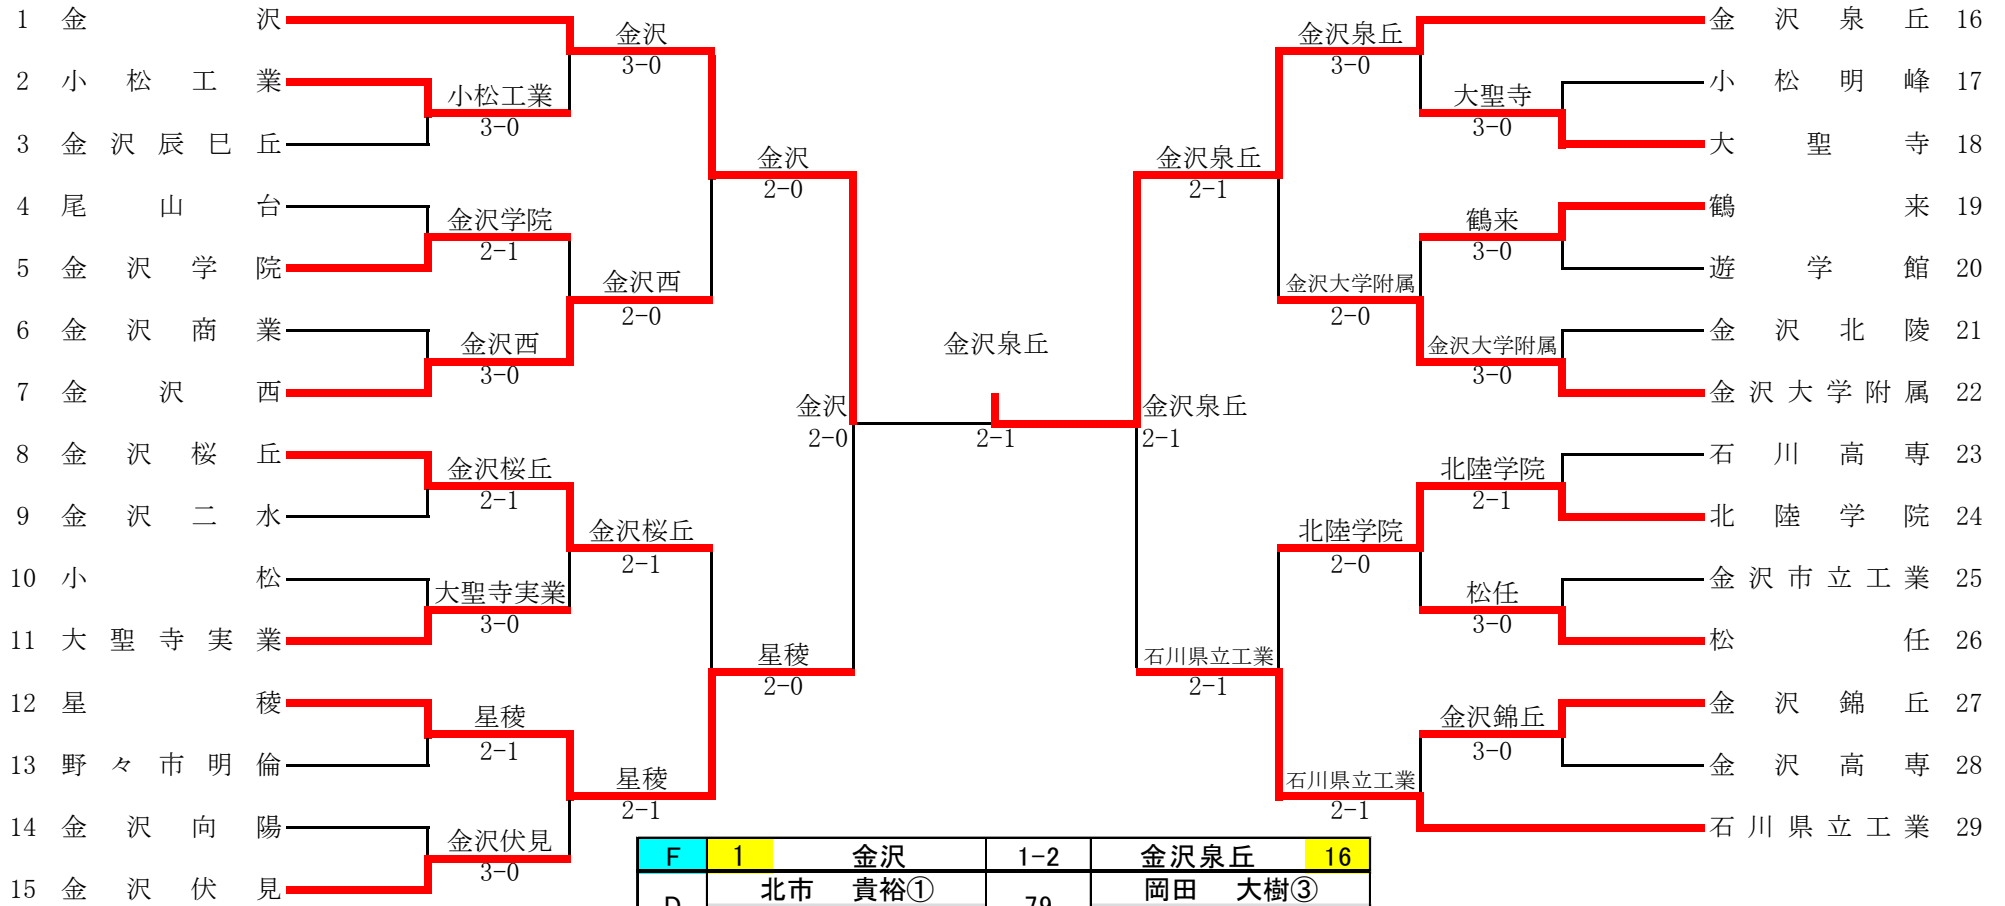 1 金沢
2 小松工業
3 金沢辰巳丘
4 尾山台
5 金沢学院
6 金沢商業
7 金沢西
8 金沢桜丘
9 金沢二水
10 小松
11 大聖寺実業
12 星稜
13 野々市明倫
14 金沢向陽
15 金沢伏見
小松工業
3-0
金沢学院
2-1
金沢西
3-0
金沢桜丘
2-1
大聖寺実業
3-0
星稜
2-1
金沢伏見
3-0
金沢
3-0
金沢西
2-0
金沢桜丘
2-1
星稜
2-1
金沢
2-0
星稜
2-0
金沢
2-0
金沢泉丘
2-1
金沢泉丘
2-1
金沢泉丘
2-1
石川県立工業
2-1
金沢泉丘
3-0
金沢大学附属
2-0
北陸学院
2-0
石川県立工業
2-1
大聖寺
3-0
鶴来
3-0
金沢大学附属
3-0
北陸学院
2-1
松任
3-0
金沢錦丘
3-0
金沢泉丘 16
小松明峰 17
大聖寺 18
鶴来 19
遊学館 20
金沢北陵 21
金沢大学附属 22
石川高専 23
北陸学院 24
金沢市立工業 25
松任 26
金沢錦丘 27
金沢高専 28
石川県立工業 29
F 1 金沢 1-2 金沢泉丘 16
D 北市 貴裕① 79 岡田 大樹③